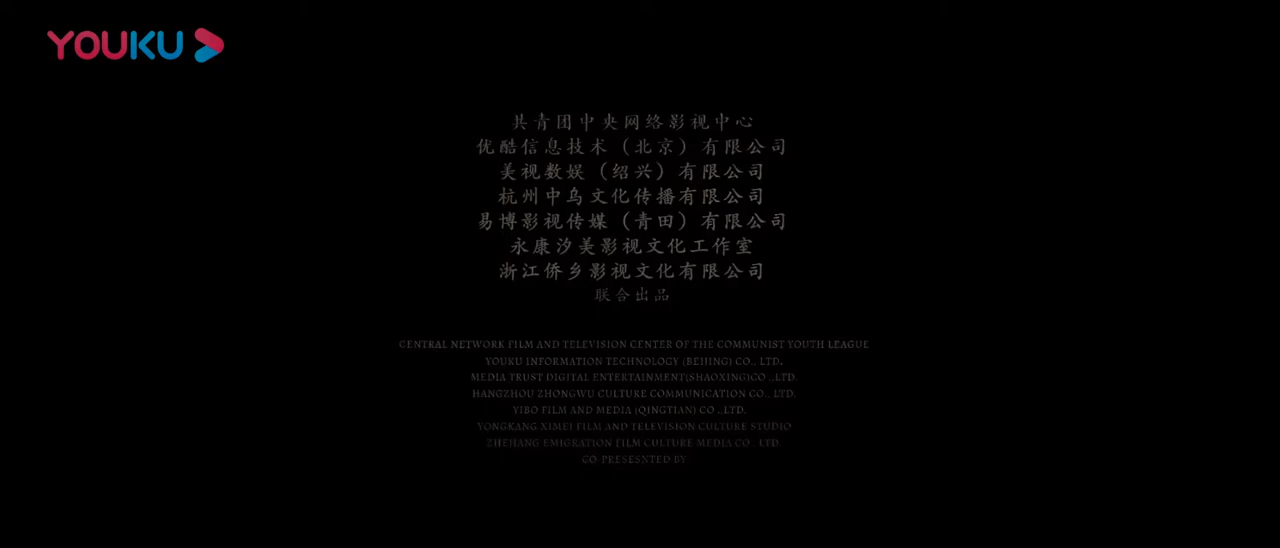 YOUKU
共青团中央网络影视中心
优酷信息技术（北京）有限公司
美视数娱（绍兴）有限公司
杭州中乌文化传播有限公司
易博影视传媒（青田）有限公司
永康汐美影视文化工作室
浙江侨乡影视文化有限公司
联合出品
CENTRAL NETWORK FILM AND TELEVISION CENTER OF THE COMMUNIST YOUTH LEAGUE
YOUKU INFORMATION TECHNOLOGY (BEIJING) CO., LTD.
MEDIA TRUST DIGITAL ENTERTAINMENT(SHAOXING)CO .,LTD.
HANGZHOU ZHONGWU CULTURE COMMUNICATION CO., LTD.
YIBO FILM AND MEDIA (QINGTIAN) CO .,LTD.
YONGKANG XIMEI FILM AND TELEVISION CULTURE STUDIO
ZHEJIANG EMIGRATION FILM CULTURE MEDIA CO., LTD.
CO-PRESESNTED BY